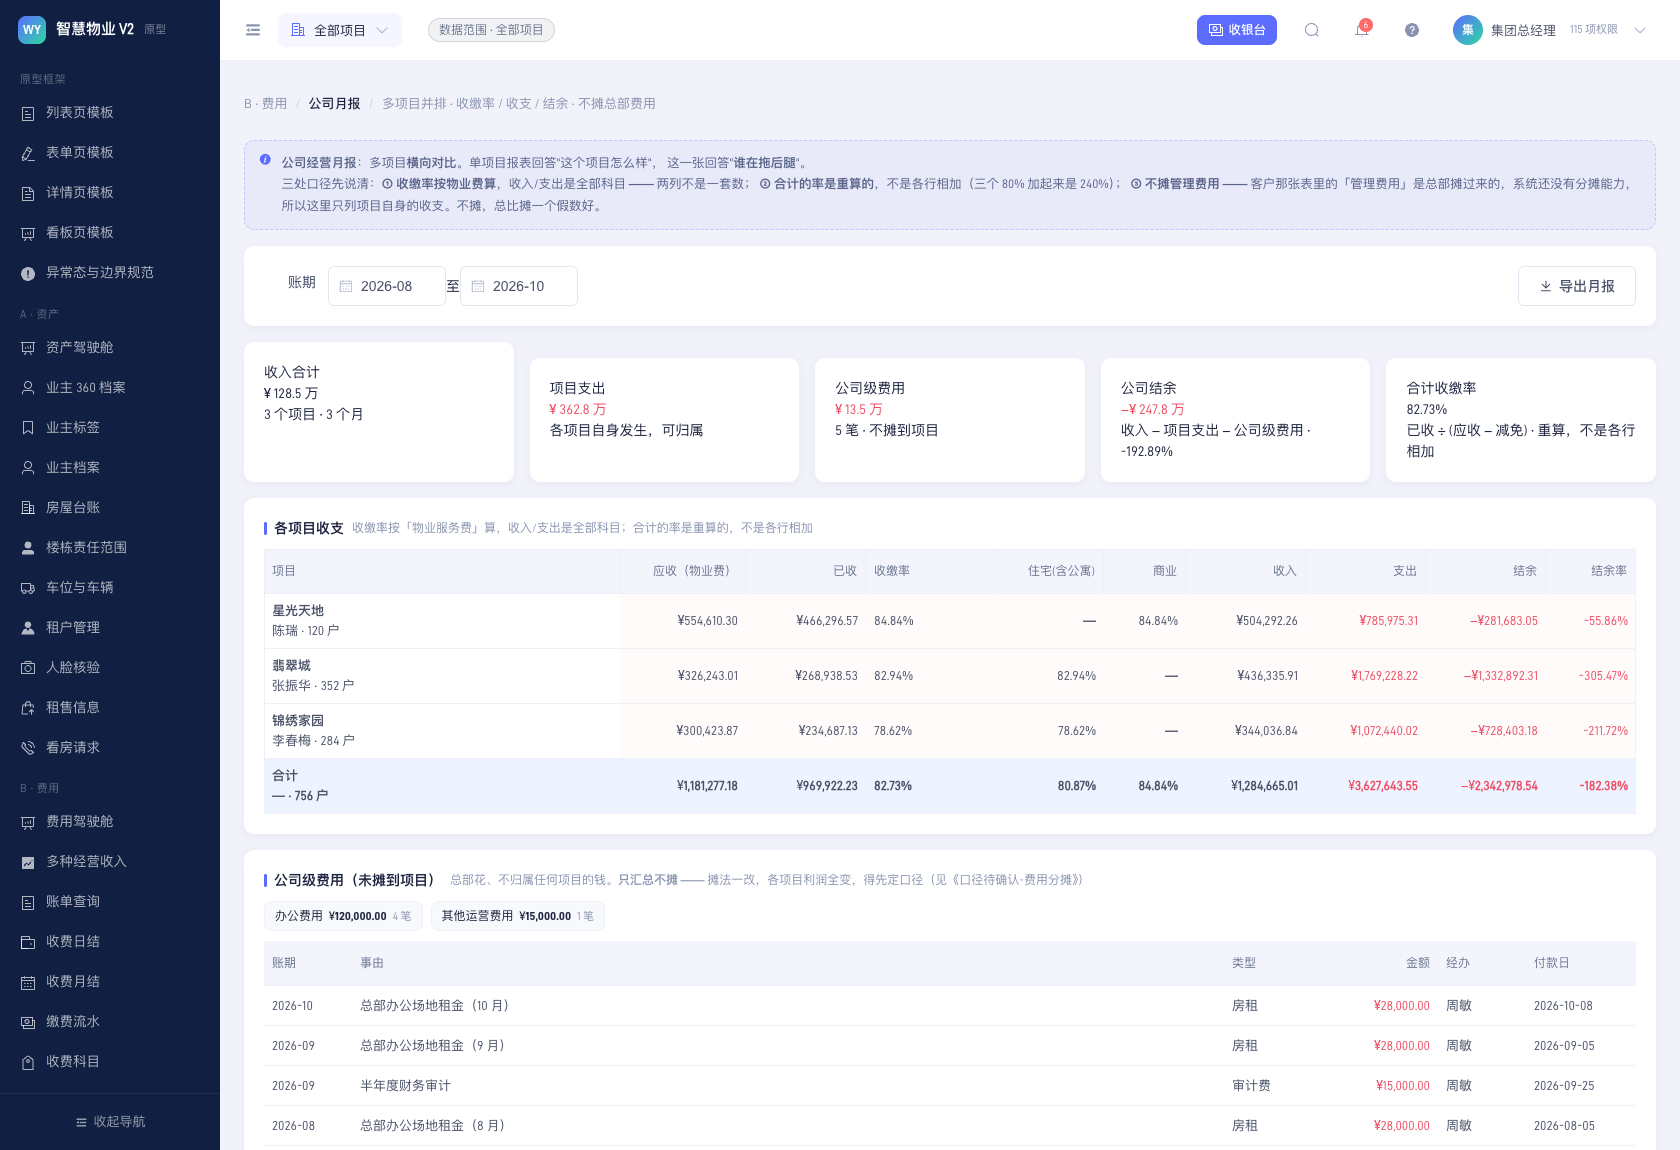 WY 智慧物业 V2 原型
原型框架
列表页模板
表单页模板
详情页模板
看板页模板
异常态与边界规范
A · 资产
资产驾驶舱
业主 360 档案
业主标签
业主档案
房屋台账
楼栋责任范围
车位与车辆
租户管理
人脸核验
租售信息
看房请求
B · 费用
费用驾驶舱
多种经营收入
账单查询
收费日结
收费月结
缴费流水
收费科目
收起导航
全部项目 数据范围 · 全部项目 收银台 6 集 集团总经理 115 项权限
B · 费用 / 公司月报 / 多项目并排 · 收缴率 / 收支 / 结余 · 不摊总部费用
公司经营月报：多项目横向对比。单项目报表回答"这个项目怎么样"， 这一张回答"谁在拖后腿"。
三处口径先说清：① 收缴率按物业费算，收入/支出是全部科目 —— 两列不是一套数；② 合计的率是重算的，不是各行相加（三个 80% 加起来是 240%）；③ 不摊管理费用 —— 客户那张表里的「管理费用」是总部摊过来的，系统还没有分摊能力，
所以这里只列项目自身的收支。不摊，总比摊一个假数好。
账期 2026-08 至 2026-10 导出月报
收入合计
¥ 128.5 万
3 个项目 · 3 个月
项目支出
¥ 362.8 万
各项目自身发生，可归属
公司级费用
¥ 13.5 万
5 笔 · 不摊到项目
公司结余
−¥ 247.8 万
收入 − 项目支出 − 公司级费用 ·
-192.89%
合计收缴率
82.73%
已收 ÷ (应收 − 减免) · 重算，不是各行
相加
各项目收支 收缴率按「物业服务费」算，收入/支出是全部科目；合计的率是重算的，不是各行相加
项目 应收（物业费） 已收 收缴率 住宅(含公寓) 商业 收入 支出 结余 结余率
星光天地
陈瑞 · 120 户 ¥554,610.30 ¥466,296.57 84.84% — 84.84% ¥504,292.26 ¥785,975.31 −¥281,683.05 -55.86%
翡翠城
张振华 · 352 户 ¥326,243.01 ¥268,938.53 82.94% 82.94% — ¥436,335.91 ¥1,769,228.22 −¥1,332,892.31 -305.47%
锦绣家园
李春梅 · 284 户 ¥300,423.87 ¥234,687.13 78.62% 78.62% — ¥344,036.84 ¥1,072,440.02 −¥728,403.18 -211.72%
合计
— · 756 户 ¥1,181,277.18 ¥969,922.23 82.73% 80.87% 84.84% ¥1,284,665.01 ¥3,627,643.55 −¥2,342,978.54 -182.38%
公司级费用（未摊到项目） 总部花、不归属任何项目的钱。只汇总不摊 —— 摊法一改，各项目利润全变，得先定口径（见《口径待确认-费用分摊》）
办公费用 ¥120,000.00 4 笔 其他运营费用 ¥15,000.00 1 笔
账期 事由 类型 金额 经办 付款日
2026-10 总部办公场地租金（10 月） 房租 ¥28,000.00 周敏 2026-10-08
2026-09 总部办公场地租金（9 月） 房租 ¥28,000.00 周敏 2026-09-05
2026-09 半年度财务审计 审计费 ¥15,000.00 周敏 2026-09-25
2026-08 总部办公场地租金（8 月） 房租 ¥28,000.00 周敏 2026-08-05